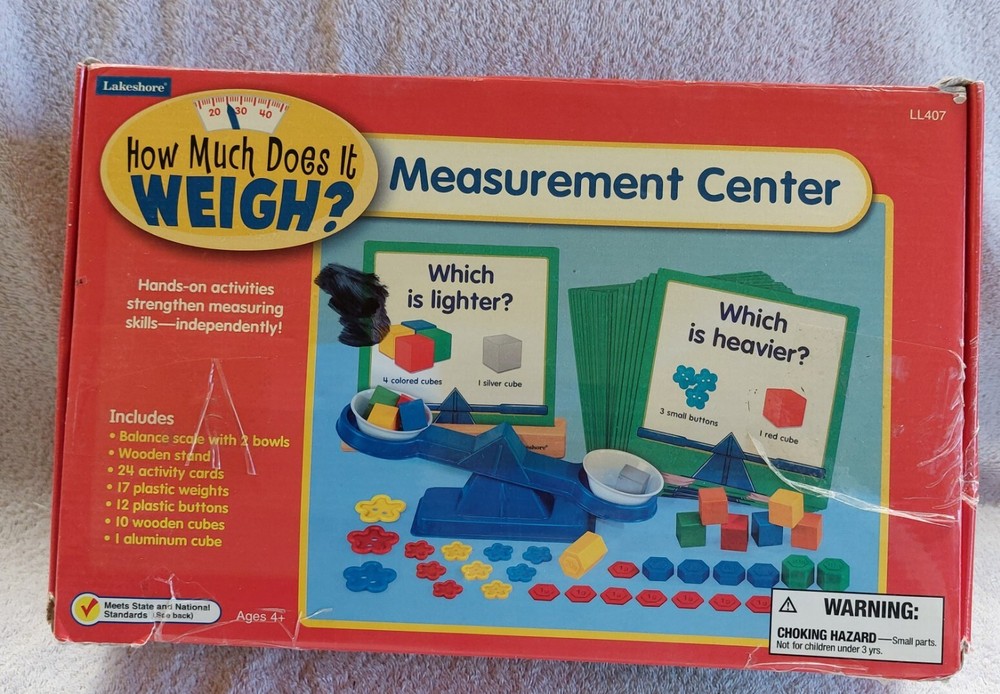 Lakeshore®
LL407
20 30 40
How Much Does It
WEIGH?
Measurement Center
Hands-on activities
strengthen measuring
skills—independently!
Which
is lighter?
4 colored cubes
1 silver cube
Which
is heavier?
3 small buttons
1 red cube
Includes
• Balance scale with 2 bowls
• Wooden stand
• 24 activity cards
• 17 plastic weights
• 12 plastic buttons
• 10 wooden cubes
• 1 aluminum cube
Meets State and National
Standards (See back)
Ages 4+
WARNING:
CHOKING HAZARD—Small parts.
Not for children under 3 yrs.